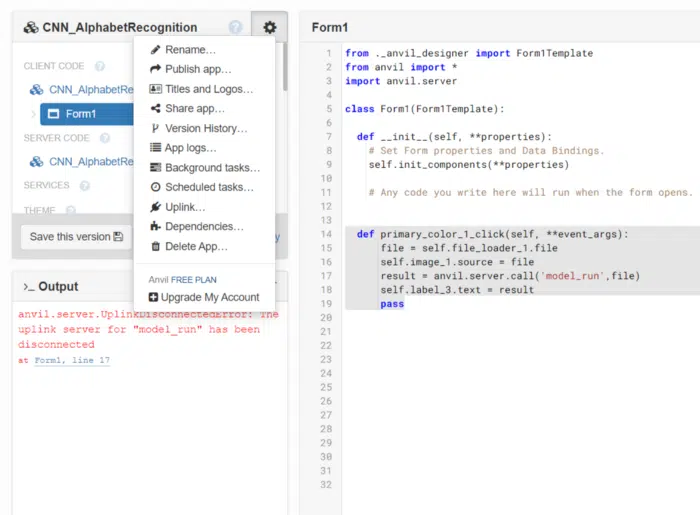 CNN_AlphabetRecognition
CLIENT CODE
CNN_AlphabetRe
Form1
SERVER CODE
CNN_AlphabetRe
SERVICES
THEME
Save this version
y
Rename…
Publish app…
Titles and Logos…
Share app…
Version History…
App logs…
Background tasks…
Scheduled tasks…
Uplink…
Dependencies…
Delete App…
Anvil FREE PLAN
Upgrade My Account
>_ Output
anvil.server.UplinkDisconnectedError: The
uplink server for "model_run" has been
disconnected
at Form1, line 17
Form1
1 from ._anvil_designer import Form1Template
2 from anvil import *
3 import anvil.server
4
5 class Form1(Form1Template):
6
7 def __init__(self, **properties):
8 # Set Form properties and Data Bindings.
9 self.init_components(**properties)
10
11 # Any code you write here will run when the form opens.
12
13
14 def primary_color_1_click(self, **event_args):
15 file = self.file_loader_1.file
16 self.image_1.source = file
17 result = anvil.server.call('model_run',file)
18 self.label_3.text = result
19 pass
20
21
22
23
24
25
26
27
28
29
30
31
32